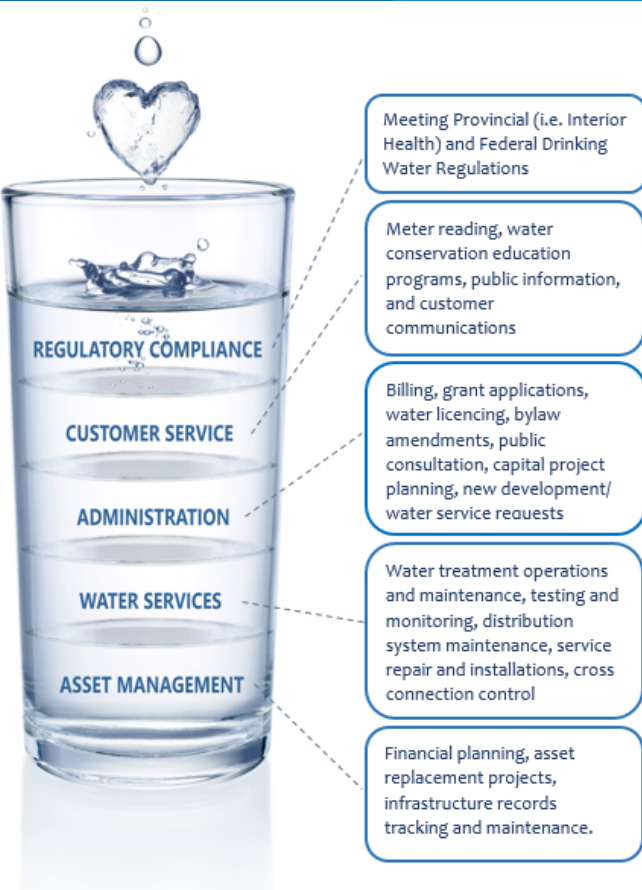 REGULATORY COMPLIANCE
Meeting Provincial (i.e. Interior
Health) and Federal Drinking
Water Regulations
CUSTOMER SERVICE
Meter reading, water
conservation education
programs, public information,
and customer
communications
ADMINISTRATION
Billing, grant applications,
water licencing, bylaw
amendments, public
consultation, capital project
planning, new development/
water service requests
WATER SERVICES
Water treatment operations
and maintenance, testing and
monitoring, distribution
system maintenance, service
repair and installations, cross
connection control
ASSET MANAGEMENT
Financial planning, asset
replacement projects,
infrastructure records
tracking and maintenance.